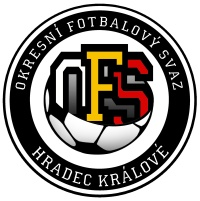 OKRESNÍ FOTBALOVÝ SVAZ
OFS
HRADEC KRÁLOVÉ